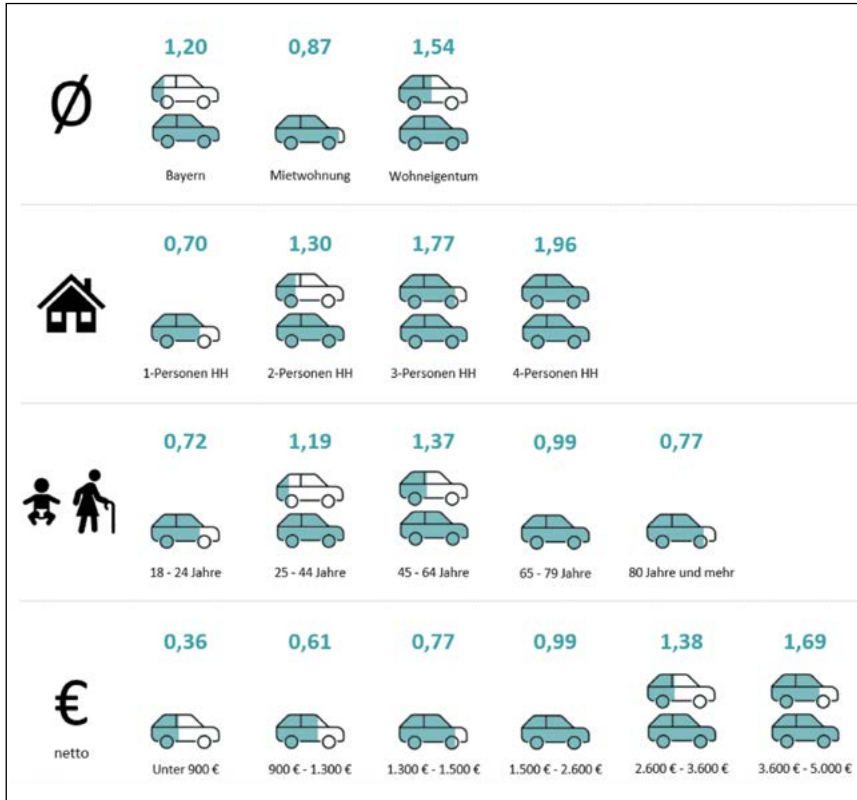 1,20 0,87 1,54
Ø
Bayern Mietwohnung Wohneigentum
0,70 1,30 1,77 1,96
1-Personen HH 2-Personen HH 3-Personen HH 4-Personen HH
0,72 1,19 1,37 0,99 0,77
18 - 24 Jahre 25 - 44 Jahre 45 - 64 Jahre 65 - 79 Jahre 80 Jahre und mehr
0,36 0,61 0,77 0,99 1,38 1,69
€
netto
Unter 900 € 900 € - 1.300 € 1.300 € - 1.500 € 1.500 € - 2.600 € 2.600 € - 3.600 € 3.600 € - 5.000 €